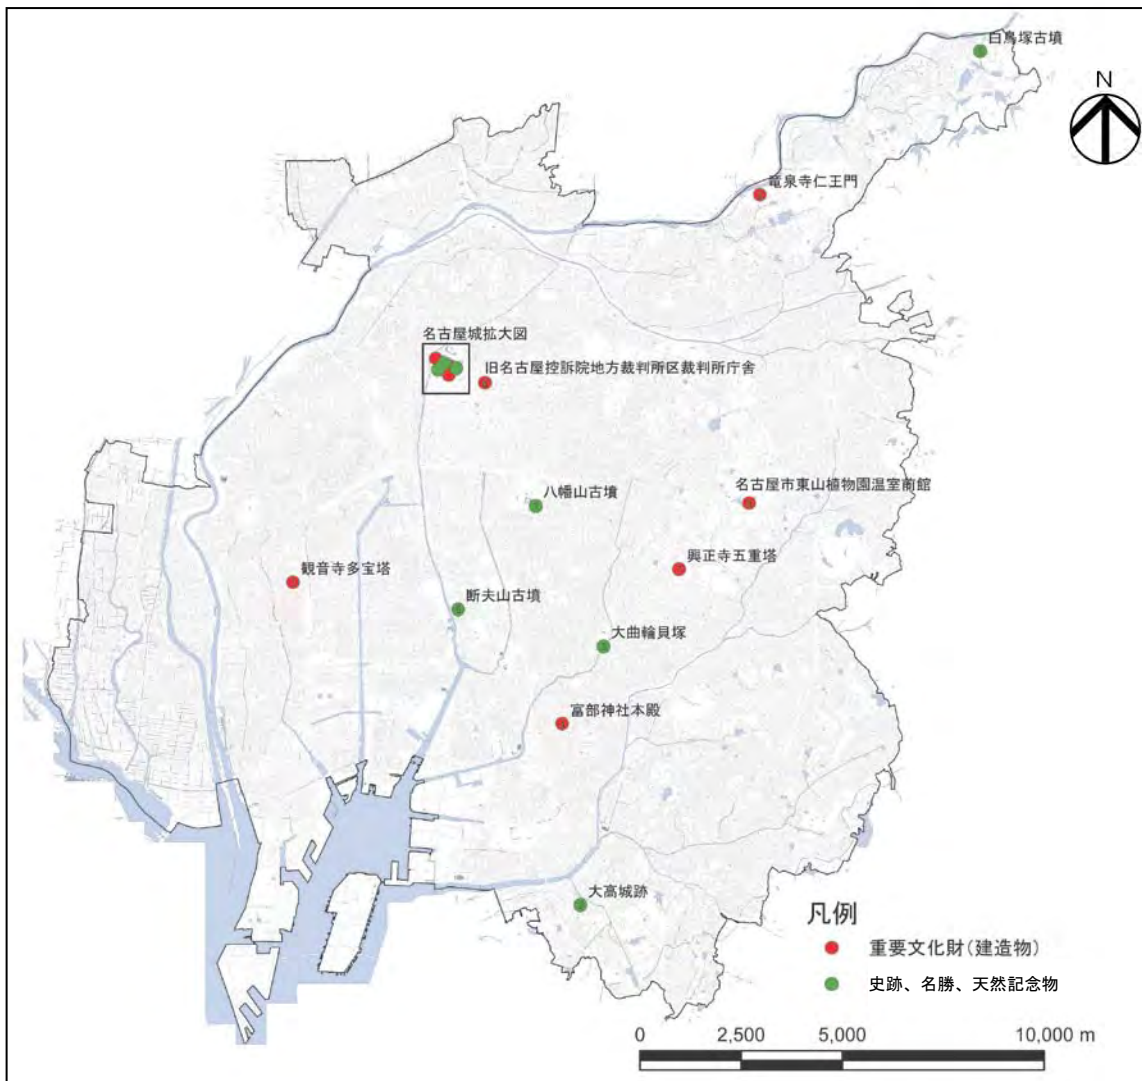 白鳥塚古墳
N
竜泉寺仁王門
名古屋城拡大図
旧名古屋控訴院地方裁判所区裁判所庁舎
八幡山古墳
名古屋市東山植物園温室前館
興正寺五重塔
観音寺多宝塔
断夫山古墳
大曲輪貝塚
富部神社本殿
大高城跡
凡例
重要文化財(建造物)
史跡、名勝、天然記念物
0 2,500 5,000 10,000 m